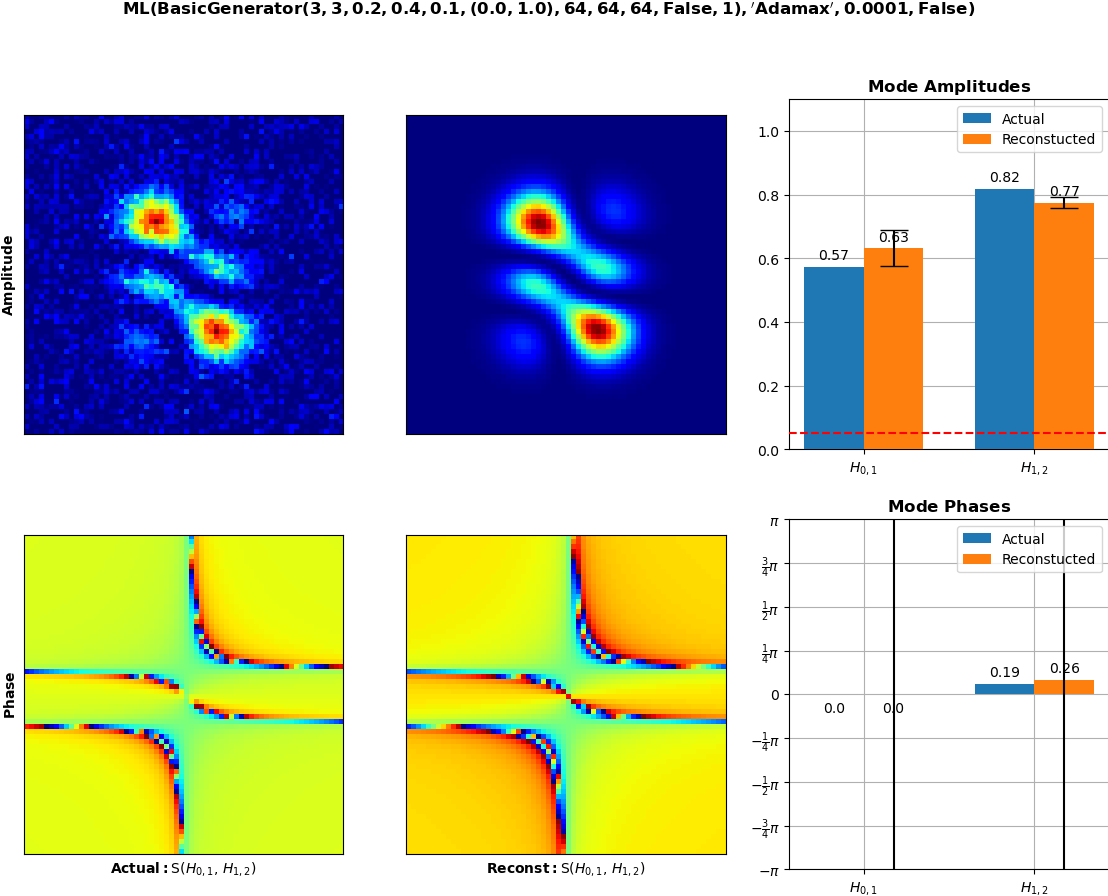 ML(BasicGenerator(3, 3, 0.2, 0.4, 0.1, (0.0, 1.0), 64, 64, 64, False, 1), ′Adamax′, 0.0001, False)
Amplitude
Mode Amplitudes
Actual
Reconstucted
1.0
0.8
0.6
0.4
0.2
0.0
0.57
0.63
0.82
0.77
H0, 1
H1, 2
Phase
Actual: S(H0, 1, H1, 2)
Reconst: S(H0, 1, H1, 2)
Mode Phases
Actual
Reconstucted
π
3/4π
1/2π
1/4π
0
−1/4π
−1/2π
−3/4π
−π
0.0
0.0
0.19
0.26
H0, 1
H1, 2